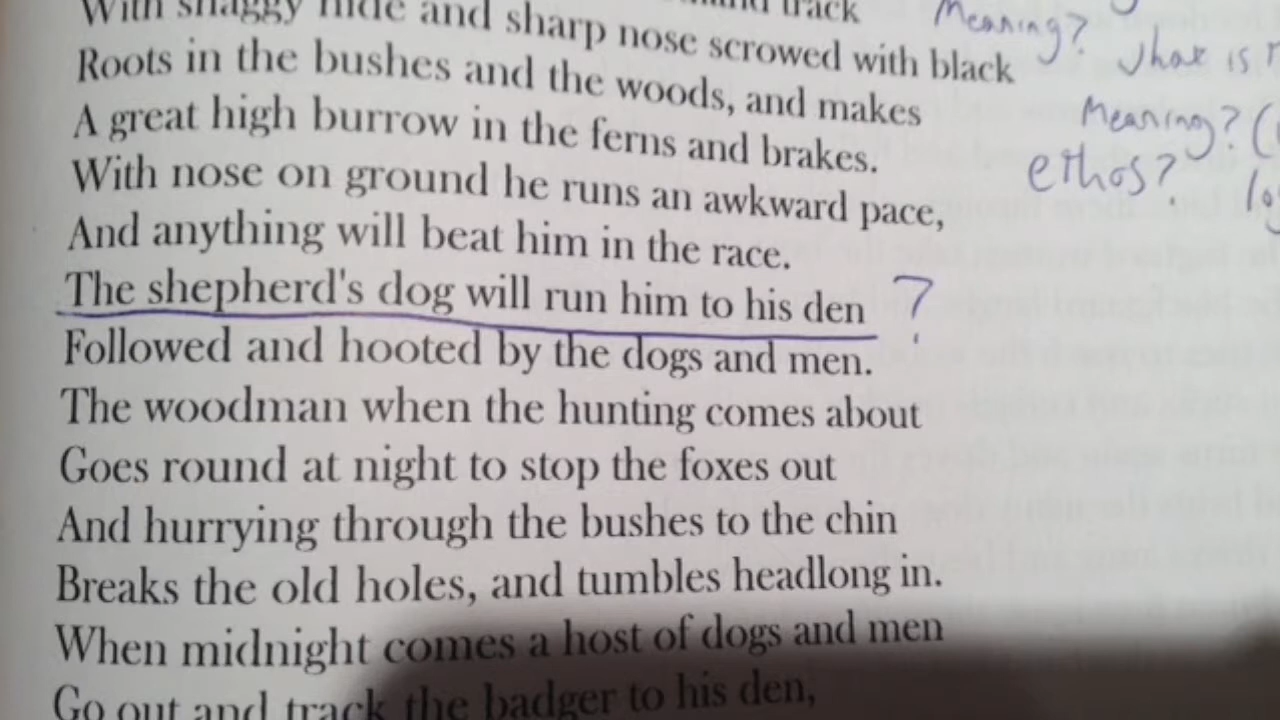 track
With shaggy hide and sharp nose scrowed with black
Roots in the bushes and the woods, and makes
A great high burrow in the ferns and brakes.
With nose on ground he runs an awkward pace,
And anything will beat him in the race.
The shepherd's dog will run him to his den
Followed and hooted by the dogs and men.
The woodman when the hunting comes about
Goes round at night to stop the foxes out
And hurrying through the bushes to the chin
Breaks the old holes, and tumbles headlong in.
When midnight comes a host of dogs and men
Go out and track the badger to his den,
Meaning? What is
Meaning? (
ethos?
?